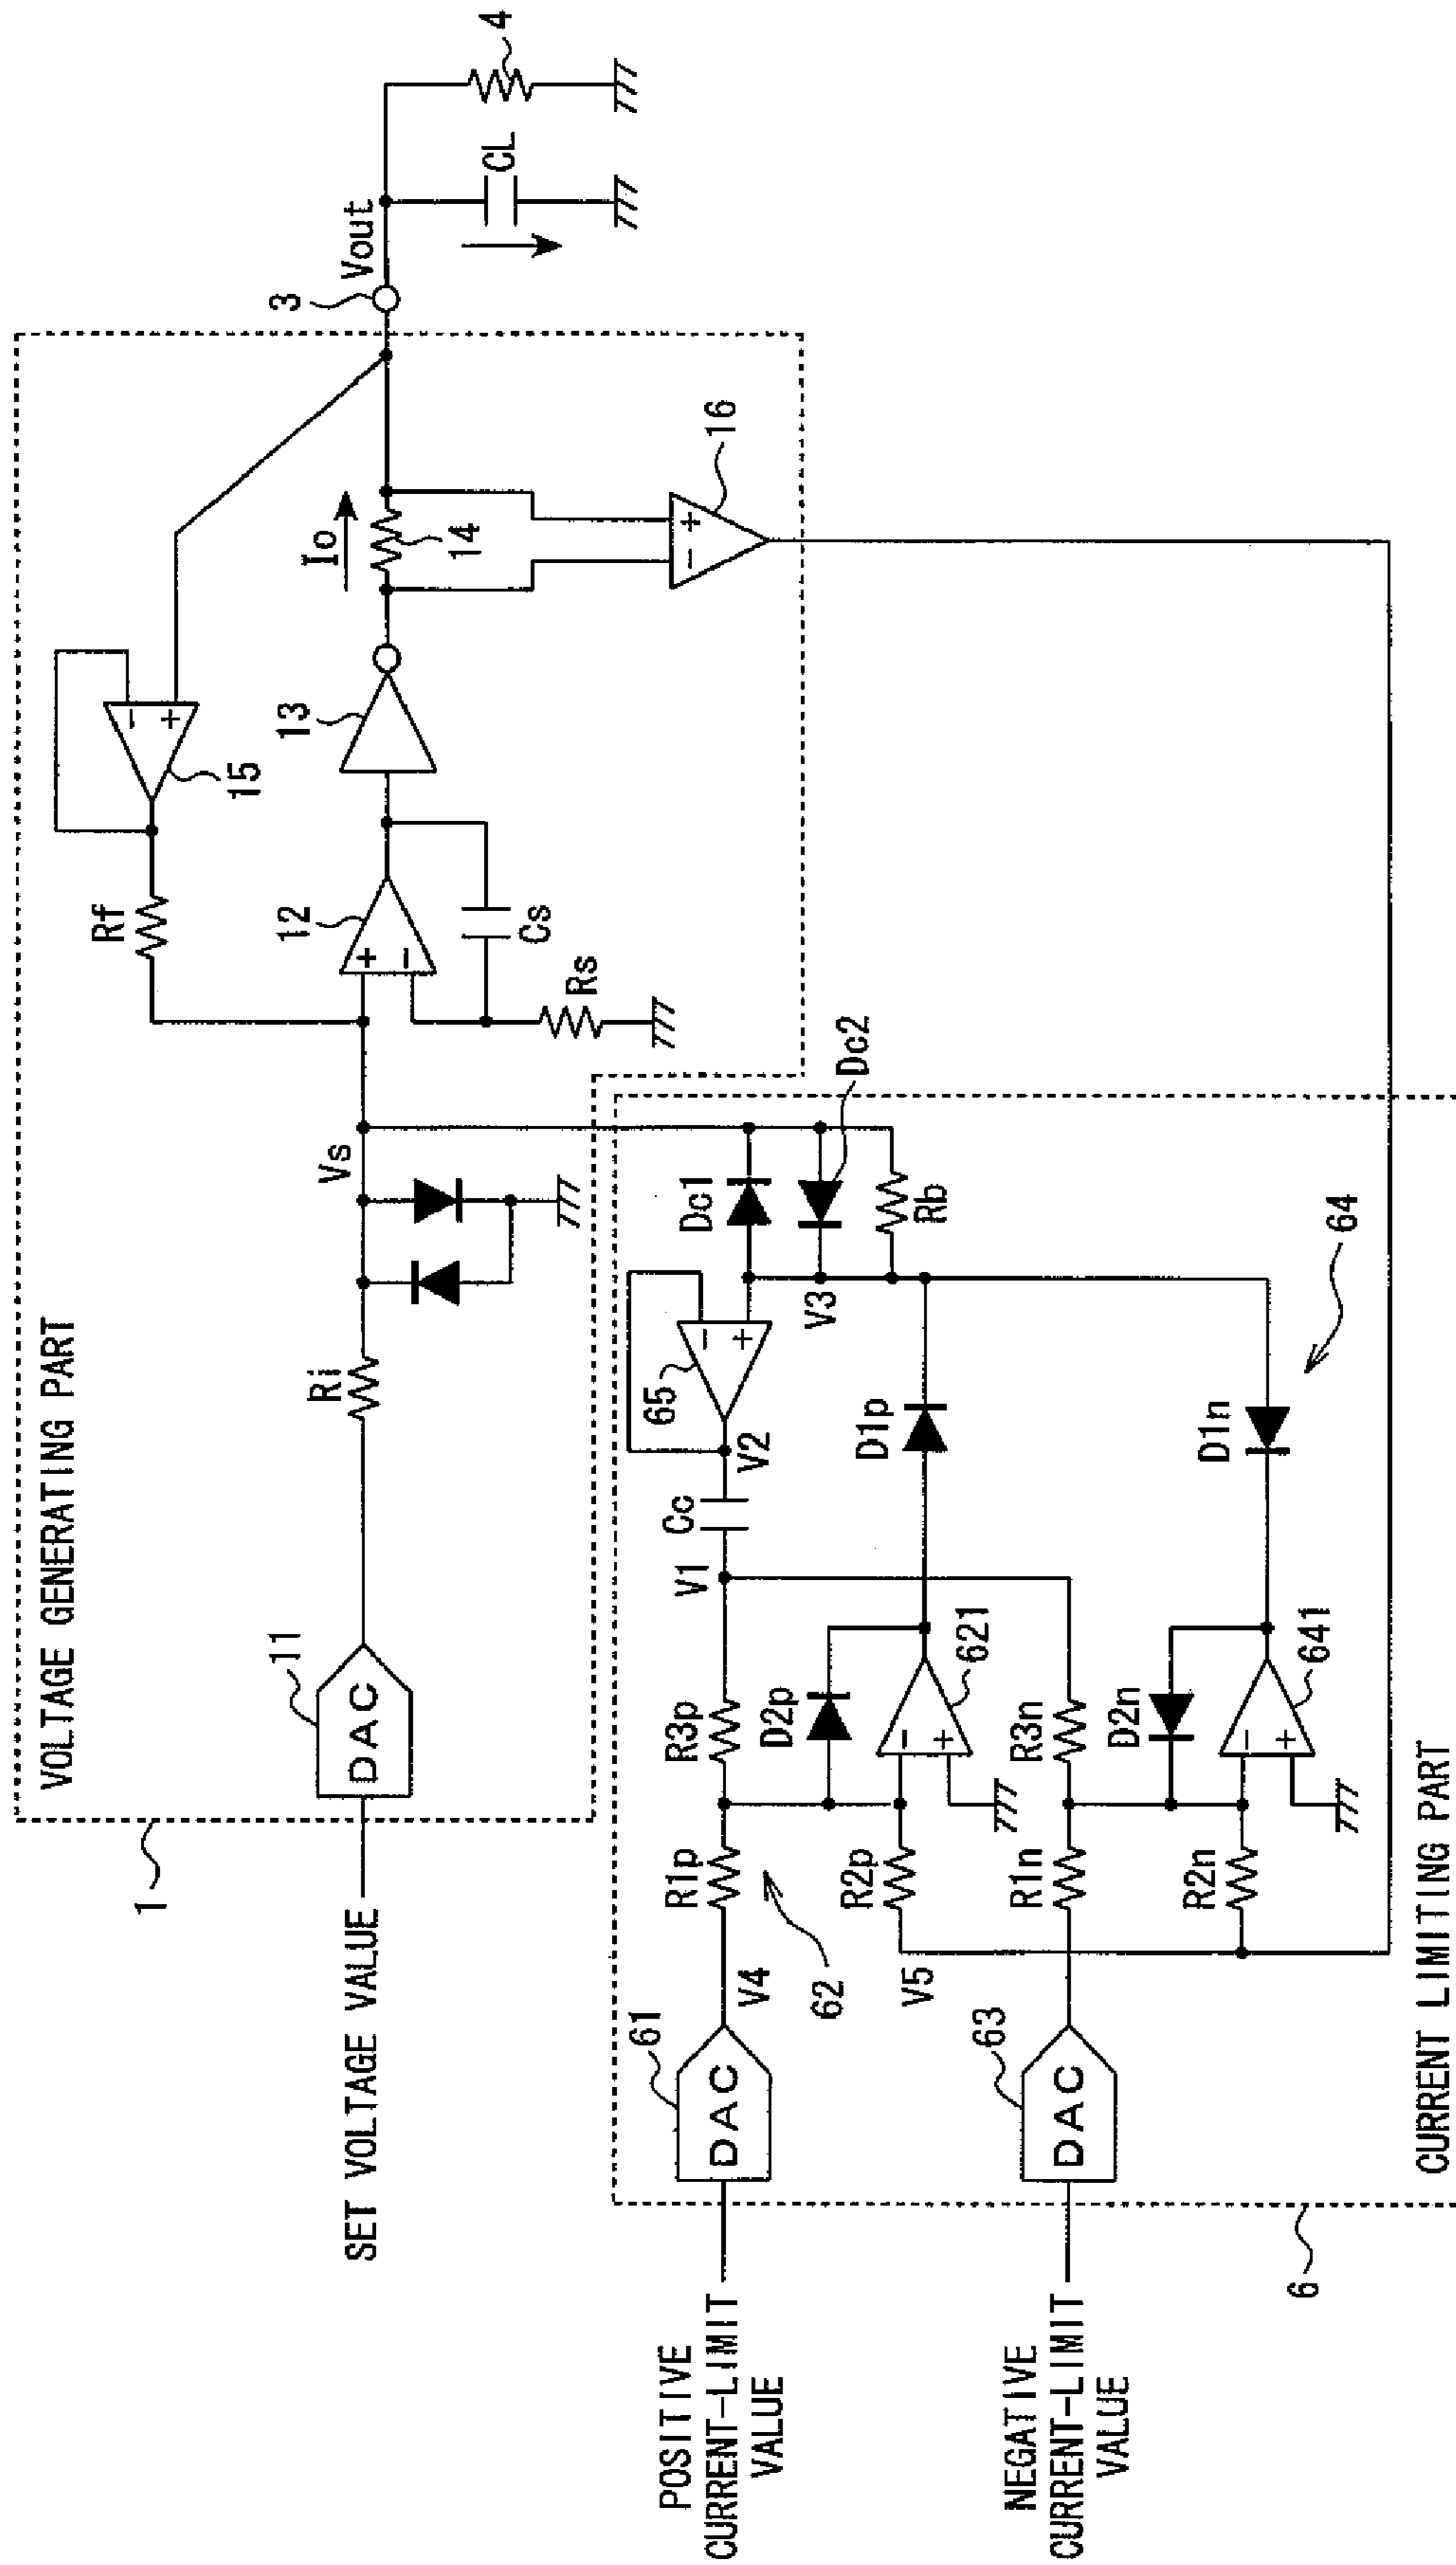 VOLTAGE GENERATING PART
1
SET VOLTAGE VALUE
11
DAC
Ri
Vs
Rf
15
-
+
12
+
-
Cs
Rs
13
Io
14
16
-
+
3
Vout
CL
4
POSITIVE
CURRENT-LIMIT
VALUE
61
DAC
V4
62
R1p
R3p
V1
Cc
V2
65
-
+
Dc1
Dc2
Rb
V3
D2p
R2p
-
+
621
D1p
V5
NEGATIVE
CURRENT-LIMIT
VALUE
63
DAC
R1n
R3n
D2n
R2n
-
+
641
D1n
64
6
CURRENT LIMITING PART